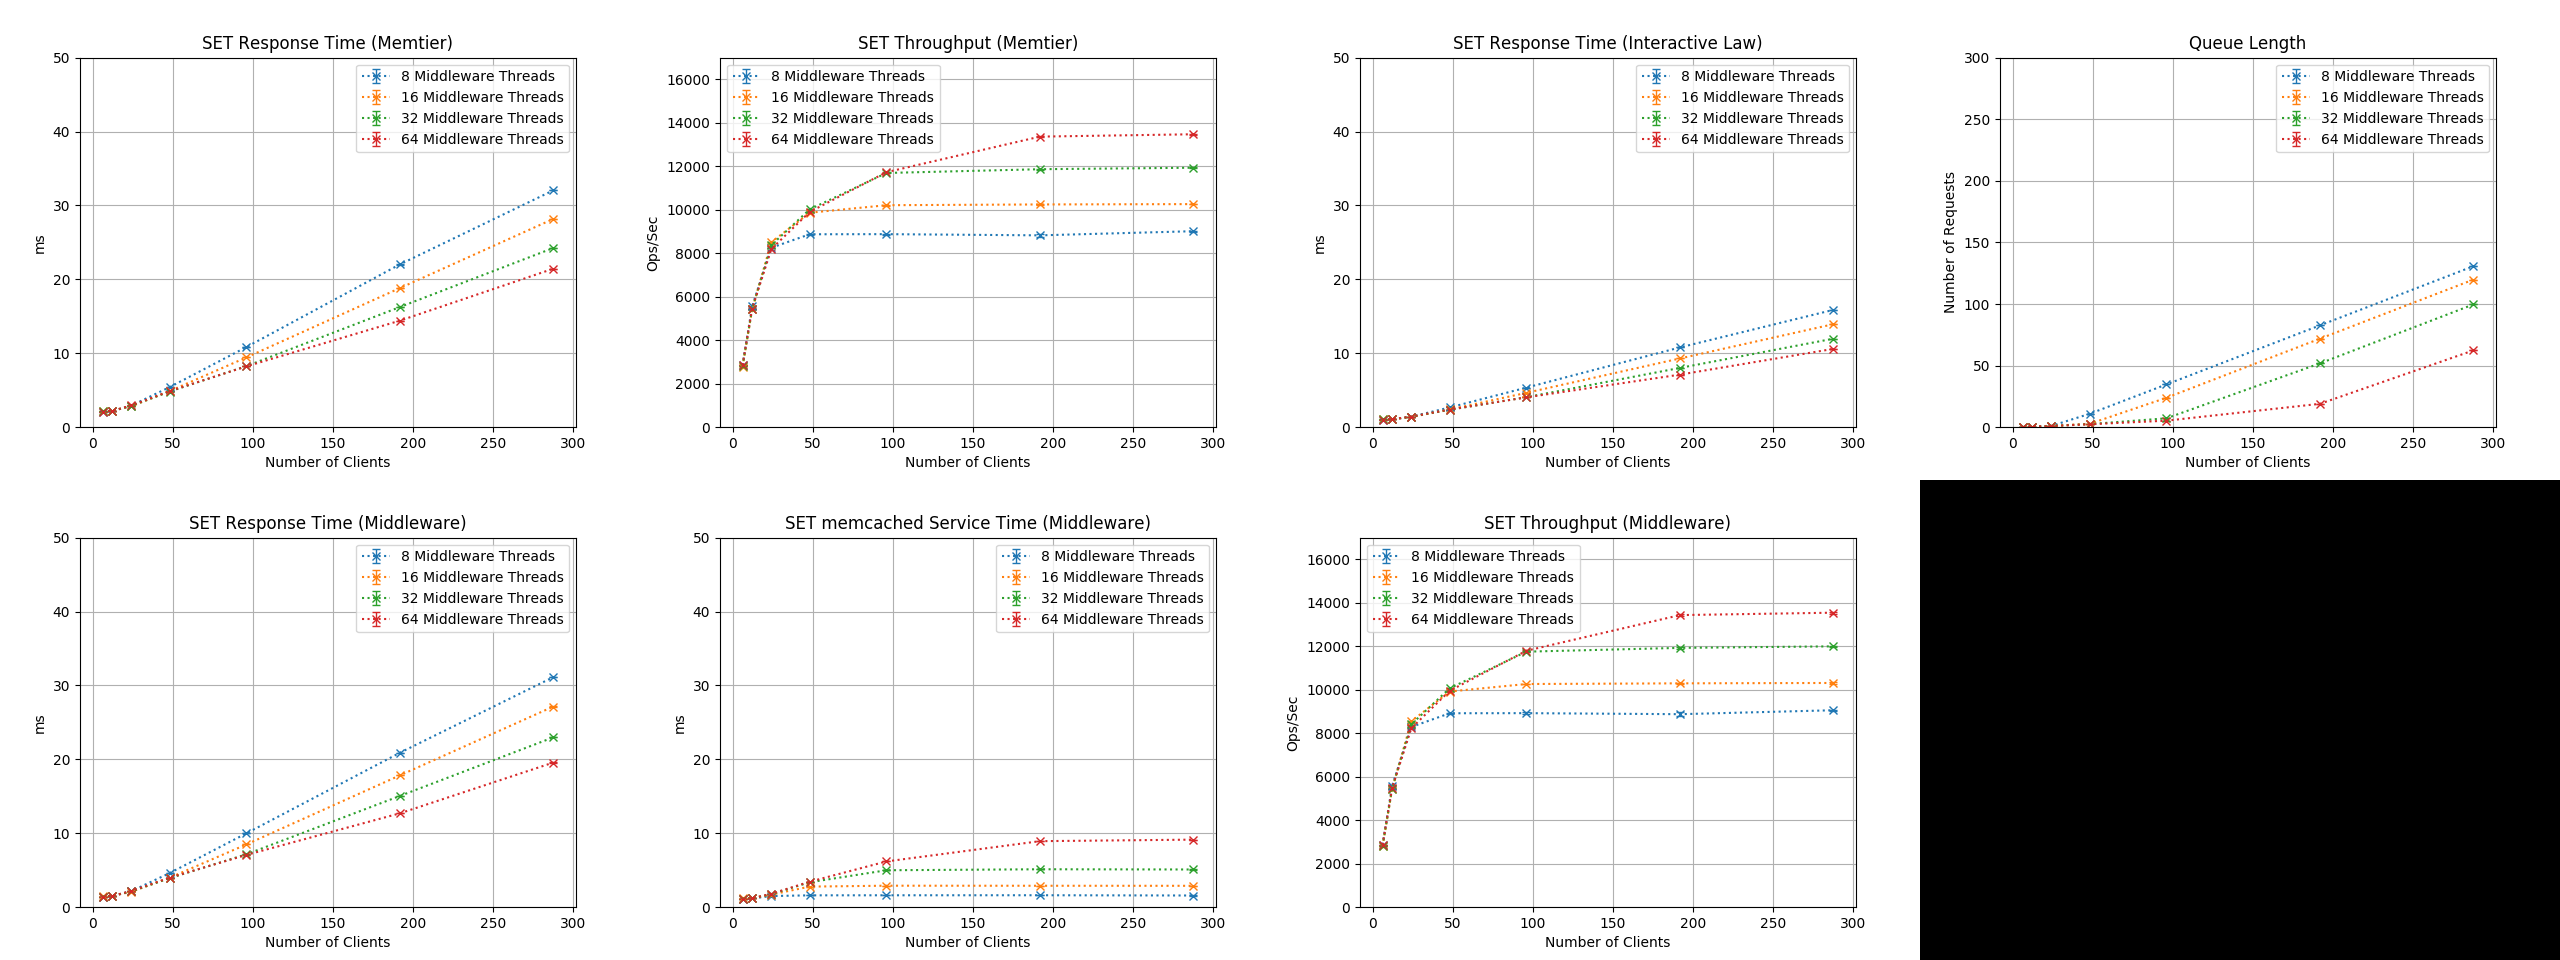 SET Response Time (Memtier)
50
40
30
20
10
0
ms
0 50 100 150 200 250 300
Number of Clients
8 Middleware Threads
16 Middleware Threads
32 Middleware Threads
64 Middleware Threads
SET Throughput (Memtier)
16000
14000
12000
10000
8000
6000
4000
2000
0
Ops/Sec
0 50 100 150 200 250 300
Number of Clients
8 Middleware Threads
16 Middleware Threads
32 Middleware Threads
64 Middleware Threads
SET Response Time (Interactive Law)
50
40
30
20
10
0
ms
0 50 100 150 200 250 300
Number of Clients
8 Middleware Threads
16 Middleware Threads
32 Middleware Threads
64 Middleware Threads
Queue Length
300
250
200
150
100
50
0
Number of Requests
0 50 100 150 200 250 300
Number of Clients
8 Middleware Threads
16 Middleware Threads
32 Middleware Threads
64 Middleware Threads
SET Response Time (Middleware)
50
40
30
20
10
0
ms
0 50 100 150 200 250 300
Number of Clients
8 Middleware Threads
16 Middleware Threads
32 Middleware Threads
64 Middleware Threads
SET memcached Service Time (Middleware)
50
40
30
20
10
0
ms
0 50 100 150 200 250 300
Number of Clients
8 Middleware Threads
16 Middleware Threads
32 Middleware Threads
64 Middleware Threads
SET Throughput (Middleware)
16000
14000
12000
10000
8000
6000
4000
2000
0
Ops/Sec
0 50 100 150 200 250 300
Number of Clients
8 Middleware Threads
16 Middleware Threads
32 Middleware Threads
64 Middleware Threads